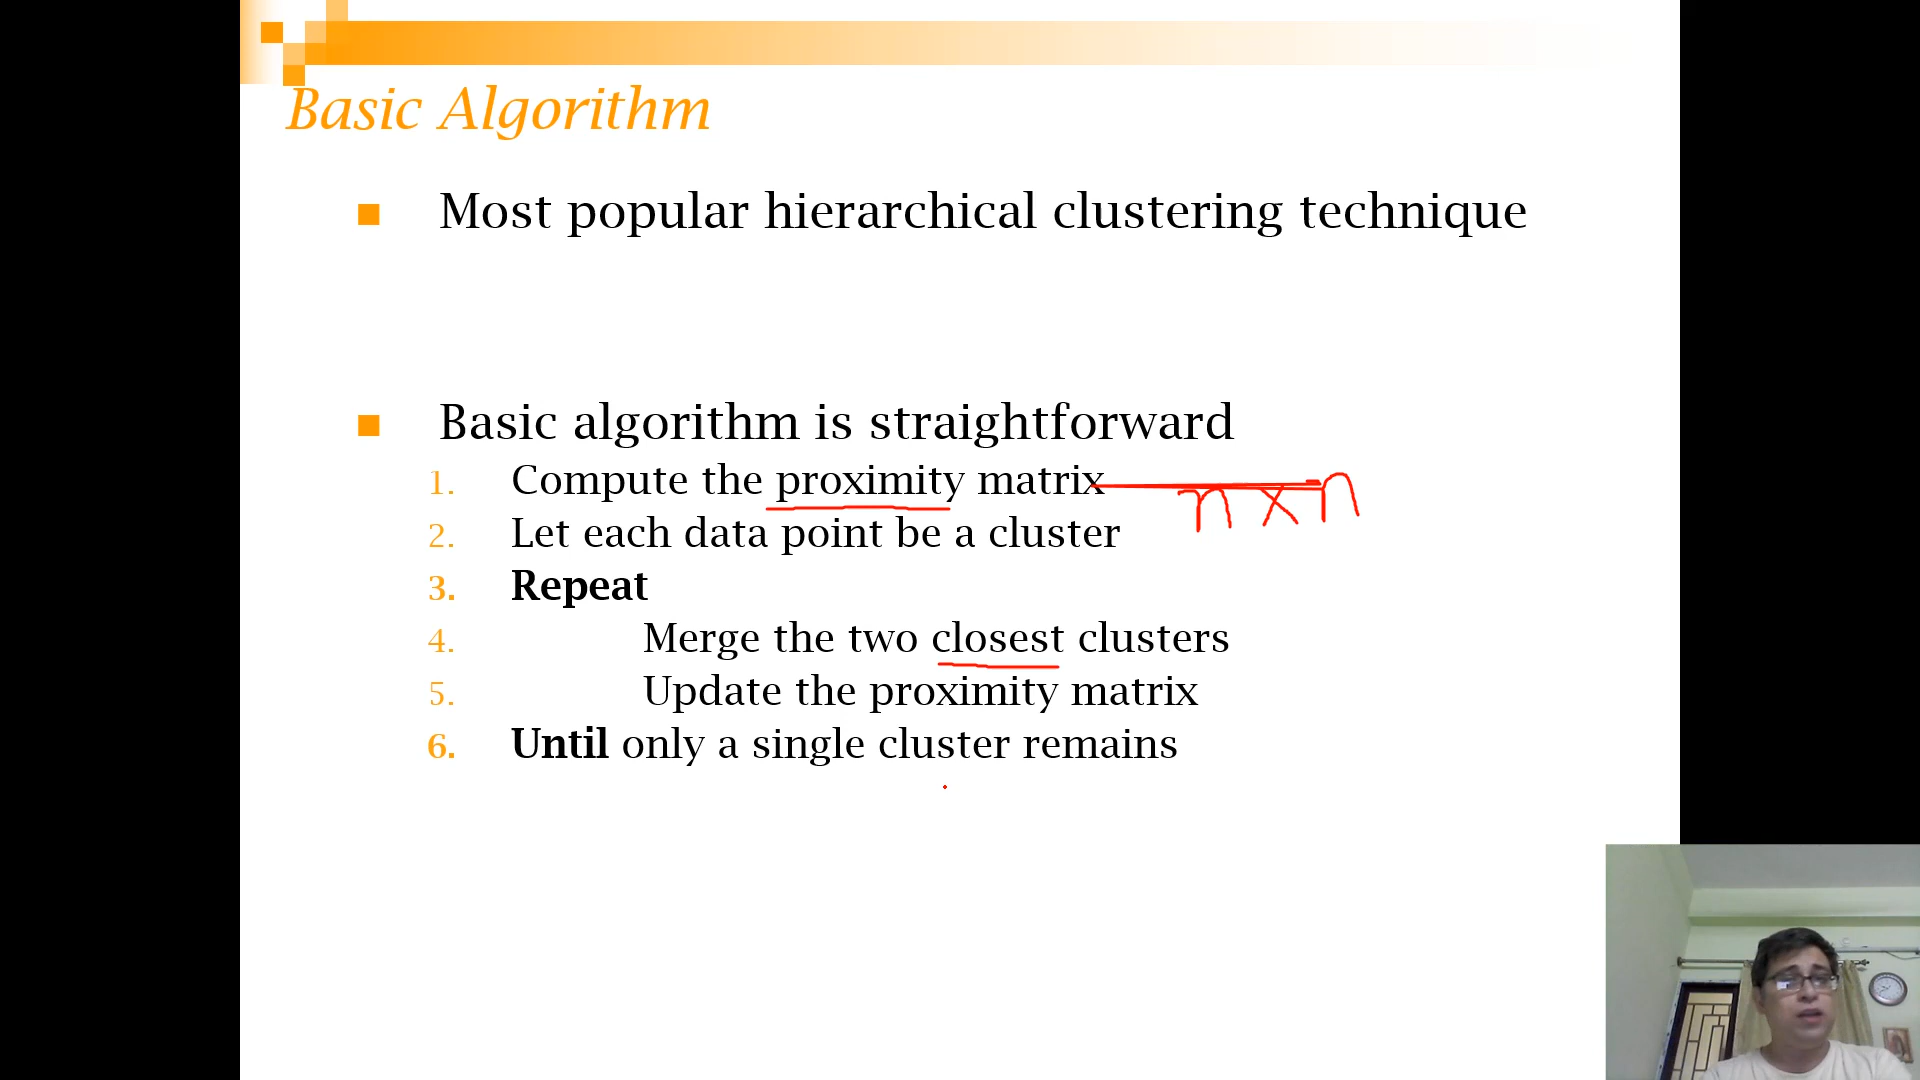 Basic Algorithm
Most popular hierarchical clustering technique
Basic algorithm is straightforward
1. Compute the proximity matrix n x n
2. Let each data point be a cluster
3. Repeat
4. Merge the two closest clusters
5. Update the proximity matrix
6. Until only a single cluster remains